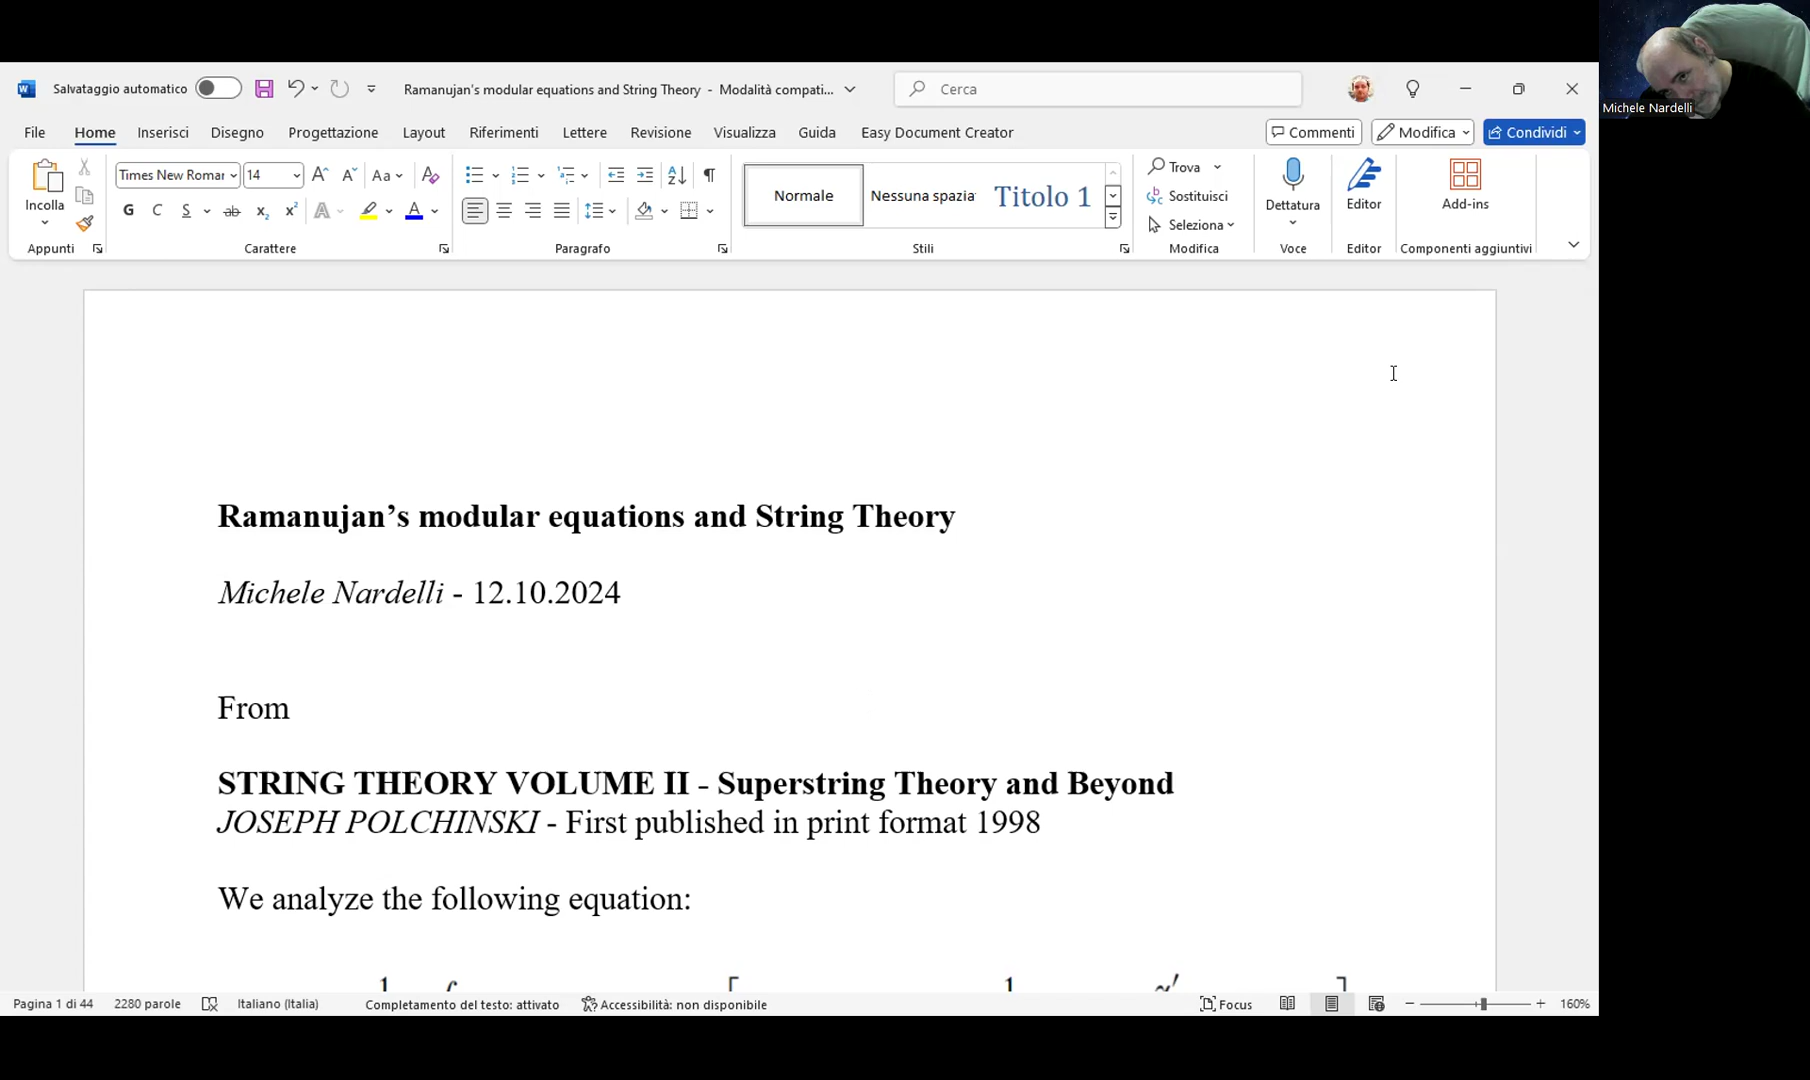 Michele Nardelli
Salvataggio automatico
Ramanujan's modular equations and String Theory - Modalità compati...
Cerca
File Home Inserisci Disegno Progettazione Layout Riferimenti Lettere Revisione Visualizza Guida Easy Document Creator
Commenti Modifica Condividi
Incolla
Times New Roman 14 Aa
G C S ab x₂ x² A A
Normale Nessuna spazia Titolo 1
Trova
Sostituisci
Seleziona
Dettatura
Editor
Add-ins
Appunti Carattere Paragrafo Stili Modifica Voce Editor Componenti aggiuntivi
Ramanujan’s modular equations and String Theory
Michele Nardelli - 12.10.2024
From
STRING THEORY VOLUME II - Superstring Theory and Beyond
JOSEPH POLCHINSKI - First published in print format 1998
We analyze the following equation:
Pagina 1 di 44 2280 parole Italiano (Italia) Completamento del testo: attivato Accessibilità: non disponibile Focus 160%